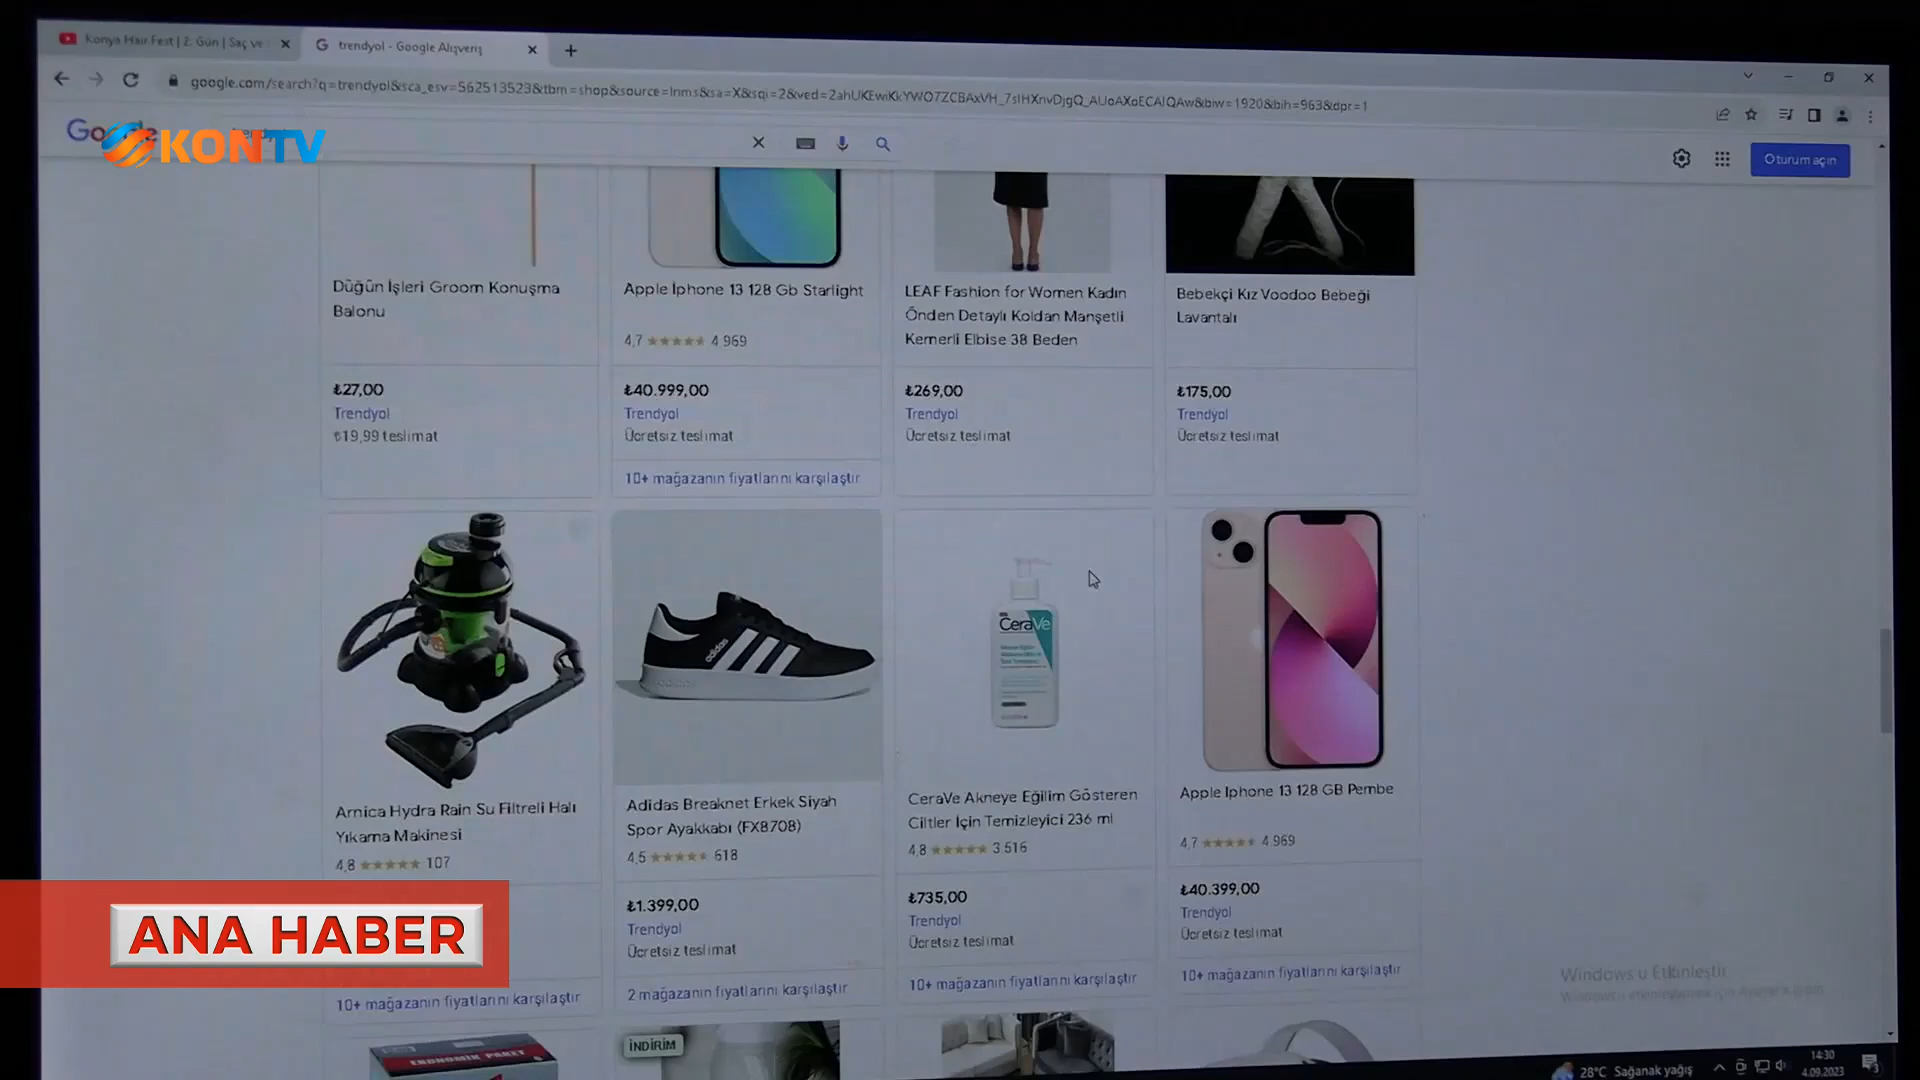 Konya Hair Fest | 2. Gün | Saç ve
trendyol - Google Alışveriş
google.com/search?q=trendyol&sca_esv=562513523&tbm=shop&source=lnms&sa=X&sqi=2&ved=2ahUKEwiKkYWO7ZCBAxVH_7sIHXnvDjgQ_AUoAXoECAIQAw&biw=1920&bih=963&dpr=1
KONTV
Oturum açın
Düğün İşleri Groom Konuşma
Balonu
₺27,00
Trendyol
₺19,99 teslimat
Apple İphone 13 128 Gb Starlight
4,7 ★★★★★ 4.969
₺40.999,00
Trendyol
Ücretsiz teslimat
10+ mağazanın fiyatlarını karşılaştır
LEAF Fashion for Women Kadın
Önden Detaylı Koldan Manşetli
Kemerli Elbise 38 Beden
₺269,00
Trendyol
Ücretsiz teslimat
Bebekçi Kız Voodoo Bebeği
Lavantalı
₺175,00
Trendyol
Ücretsiz teslimat
Arnica Hydra Rain Su Filtreli Halı
Yıkama Makinesi
4,8 ★★★★★ 107
10+ mağazanın fiyatlarını karşılaştır
adidas
Adidas Breaknet Erkek Siyah
Spor Ayakkabı (FX8708)
4,5 ★★★★★ 618
₺1.399,00
Trendyol
Ücretsiz teslimat
2 mağazanın fiyatlarını karşılaştır
CeraVe
CeraVe Akneye Eğilim Gösteren
Ciltler İçin Temizleyici 236 ml
4,8 ★★★★★ 3.516
₺735,00
Trendyol
Ücretsiz teslimat
10+ mağazanın fiyatlarını karşılaştır
Apple Iphone 13 128 GB Pembe
4,7 ★★★★★ 4.969
₺40.399,00
Trendyol
Ücretsiz teslimat
10+ mağazanın fiyatlarını karşılaştır
ANA HABER
EKONOMİK PAKET
İNDİRİM
Windows'u Etkinleştir
28°C Sağanak yağış
14:30
4.09.2023